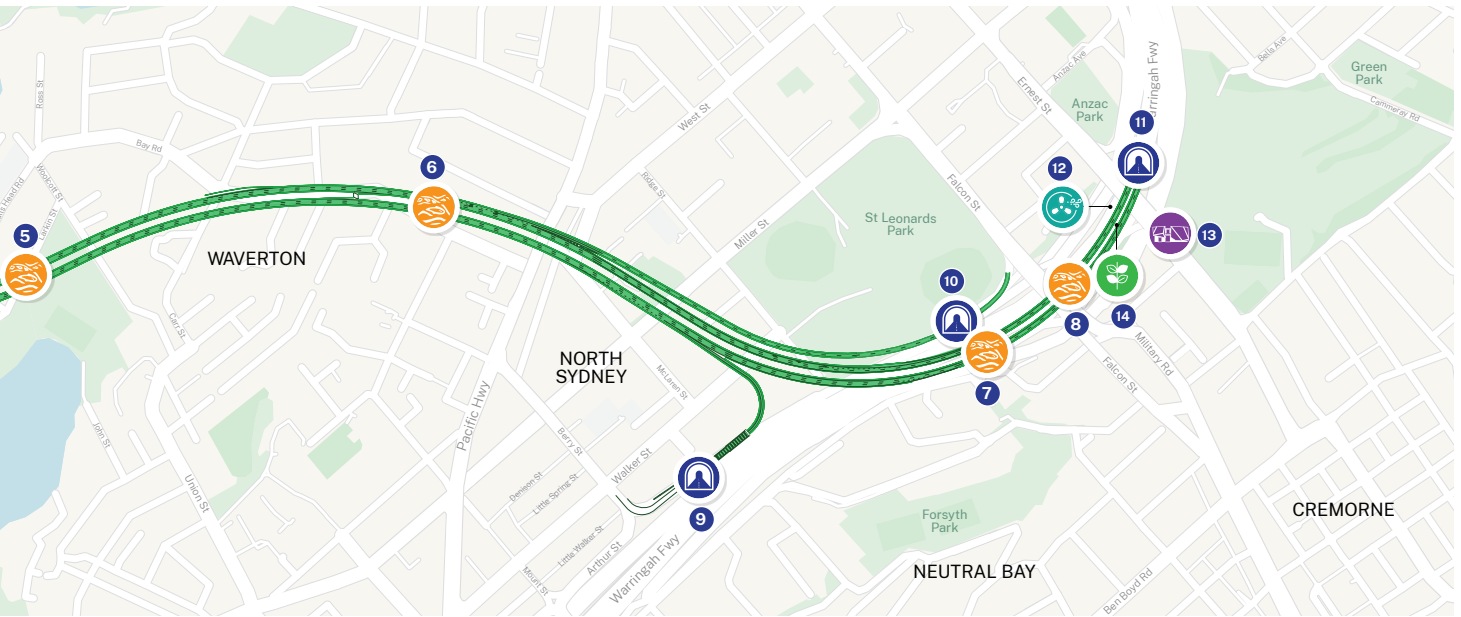 Ross St
Bay Rd
Woolcott St
Larkin St
WAVERTON
Carr St
John St
Union St
5
6
West St
Ridge St
Miller St
St Leonards
Park
Falcon St
Ernest St
Anzac Ave
Anzac
Park
Bells Ave
Green
Park
Cammeray Rd
11
12
13
14
10
8
7
Military Rd
Falcon St
NORTH
SYDNEY
McLaren St
Pacific Hwy
Berry St
Walker St
Denison St
Little Spring St
Little Walker St
Arthur St
Mount St
9
Warringah Fwy
Forsyth
Park
CREMORNE
NEUTRAL BAY
Ben Boyd Rd